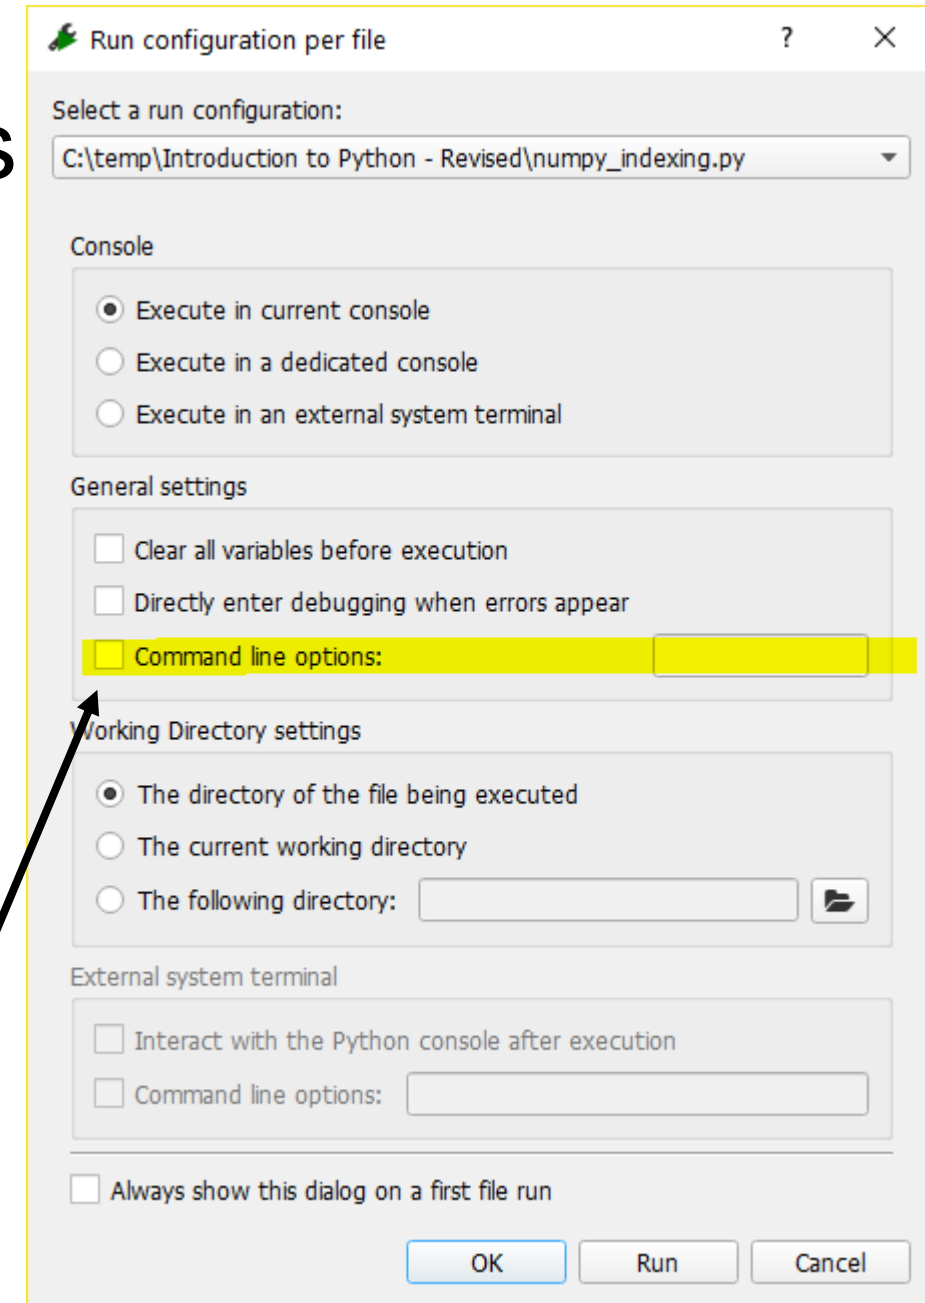 Run configuration per file ?
s
Select a run configuration:
C:\temp\Introduction to Python - Revised\numpy_indexing.py
Console
Execute in current console
Execute in a dedicated console
Execute in an external system terminal
General settings
Clear all variables before execution
Directly enter debugging when errors appear
Command line options:
Working Directory settings
The directory of the file being executed
The current working directory
The following directory:
External system terminal
Interact with the Python console after execution
Command line options:
Always show this dialog on a first file run
OK Run Cancel